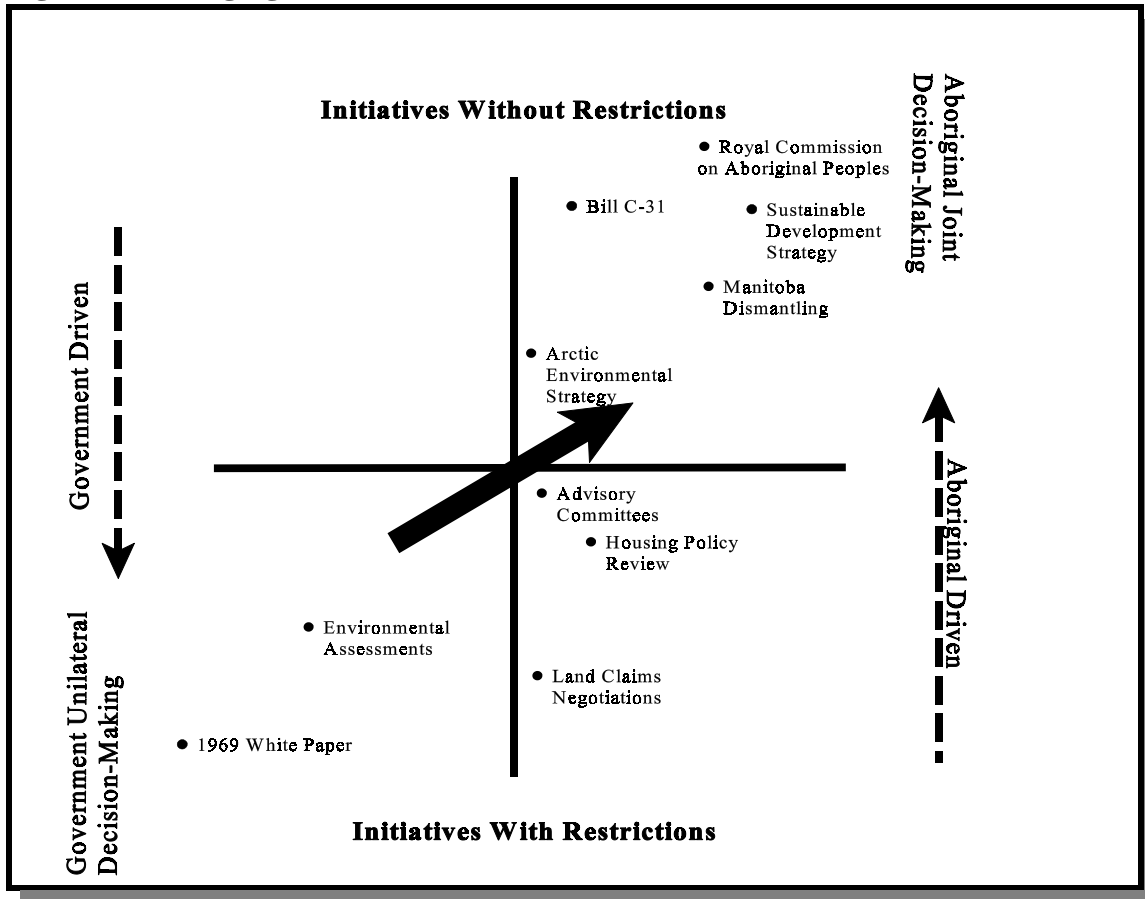 Initiatives Without Restrictions
Aboriginal Joint
Decision-Making
Royal Commission
on Aboriginal Peoples
Bill C-31
Sustainable
Development
Strategy
Manitoba
Dismantling
Government Driven
Arctic
Environmental
Strategy
Aboriginal Driven
Advisory
Committees
Housing Policy
Review
Environmental
Assessments
Land Claims
Negotiations
Government Unilateral
Decision-Making
1969 White Paper
Initiatives With Restrictions